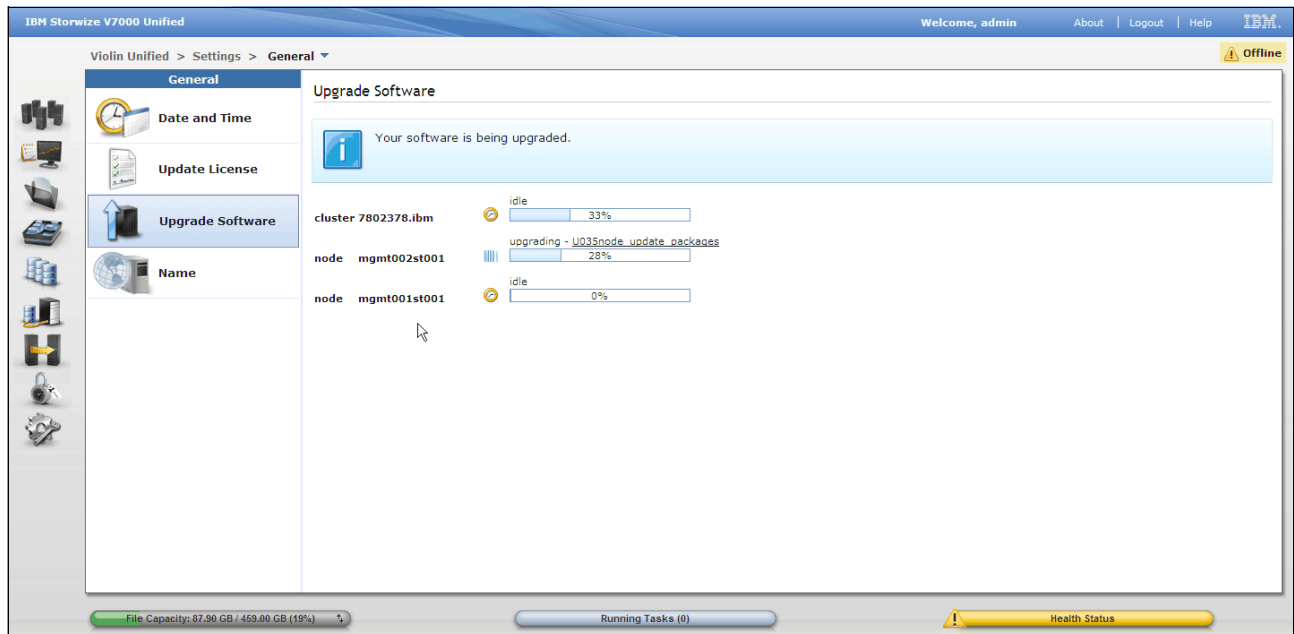 IBM Storwize V7000 Unified
Welcome, admin
About | Logout | Help
IBM.
Violin Unified > Settings > General
Offline
General
Date and Time
Update License
Upgrade Software
Name
Upgrade Software
Your software is being upgraded.
idle
cluster 7802378.ibm 33%
upgrading - U035node_update_packages
node mgmt002st001 28%
idle
node mgmt001st001 0%
File Capacity: 87.90 GB / 459.00 GB (19%)
Running Tasks (0)
Health Status